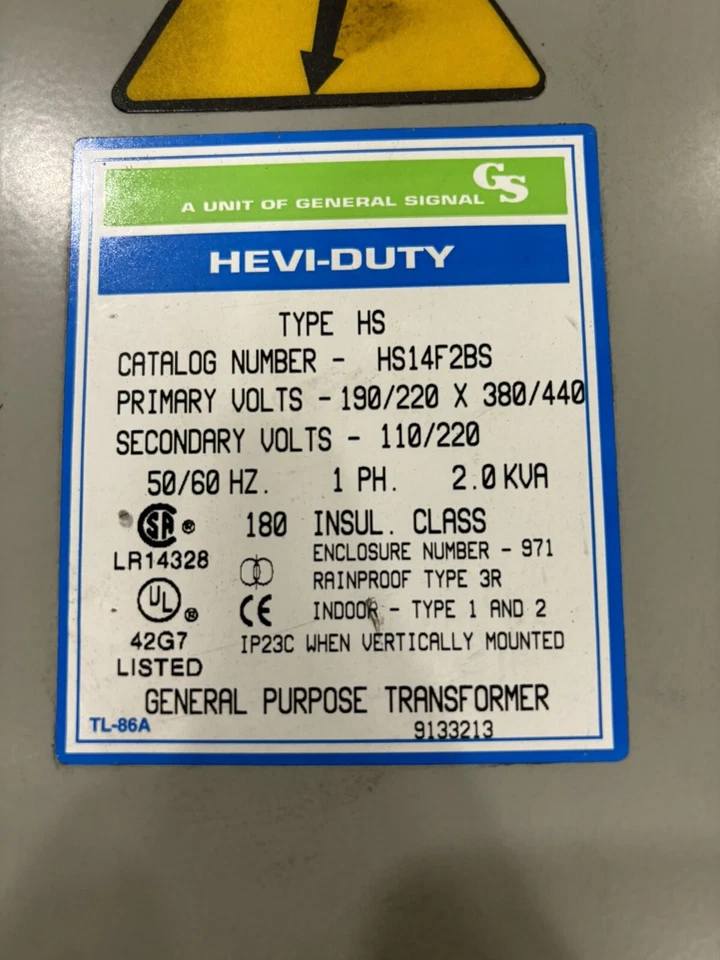 GS
A UNIT OF GENERAL SIGNAL
HEVI-DUTY
TYPE HS
CATALOG NUMBER - HS14F2BS
PRIMARY VOLTS - 190/220 X 380/440
SECONDARY VOLTS - 110/220
50/60 HZ. 1 PH. 2.0 KVA
SA ® 180 INSUL. CLASS
LR14328 ENCLOSURE NUMBER - 971
RAINPROOF TYPE 3R
UL ® CE INDOOR - TYPE 1 AND 2
42G7 IP23C WHEN VERTICALLY MOUNTED
LISTED
GENERAL PURPOSE TRANSFORMER
TL-86A 9133213